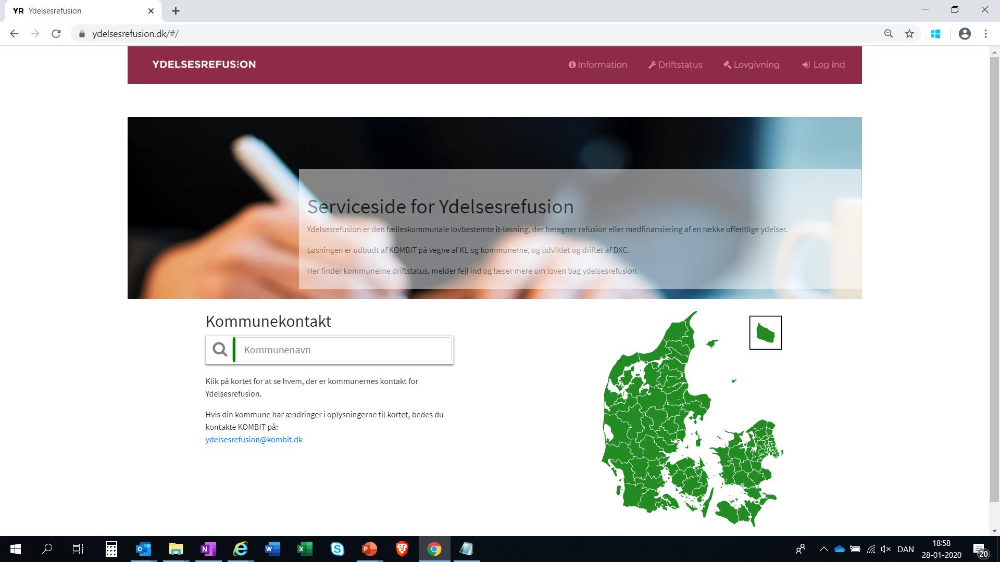 YR Ydelsesrefusion
ydelsesrefusion.dk/#/
YDELSESREFUSION
Information
Driftstatus
Lovgivning
Log ind
Serviceside for Ydelsesrefusion
Ydelsesrefusion er den fælleskommunale lovbestemte it-løsning, der beregner refusion eller medfinansiering af en række offentlige ydelser.
Løsningen er udbudt af KOMBIT på vegne af KL og kommunerne, og udviklet og driftet af DXC.
Her finder kommunerne driftstatus, melder fejl ind og læser mere om loven bag ydelsesrefusion.
Kommunekontakt
Kommunenavn
Klik på kortet for at se hvem, der er kommunernes kontakt for
Ydelsesrefusion.
Hvis din kommune har ændringer i oplysningerne til kortet, bedes du
kontakte KOMBIT på:
ydelsesrefusion@kombit.dk
DAN
18:58
28-01-2020
20